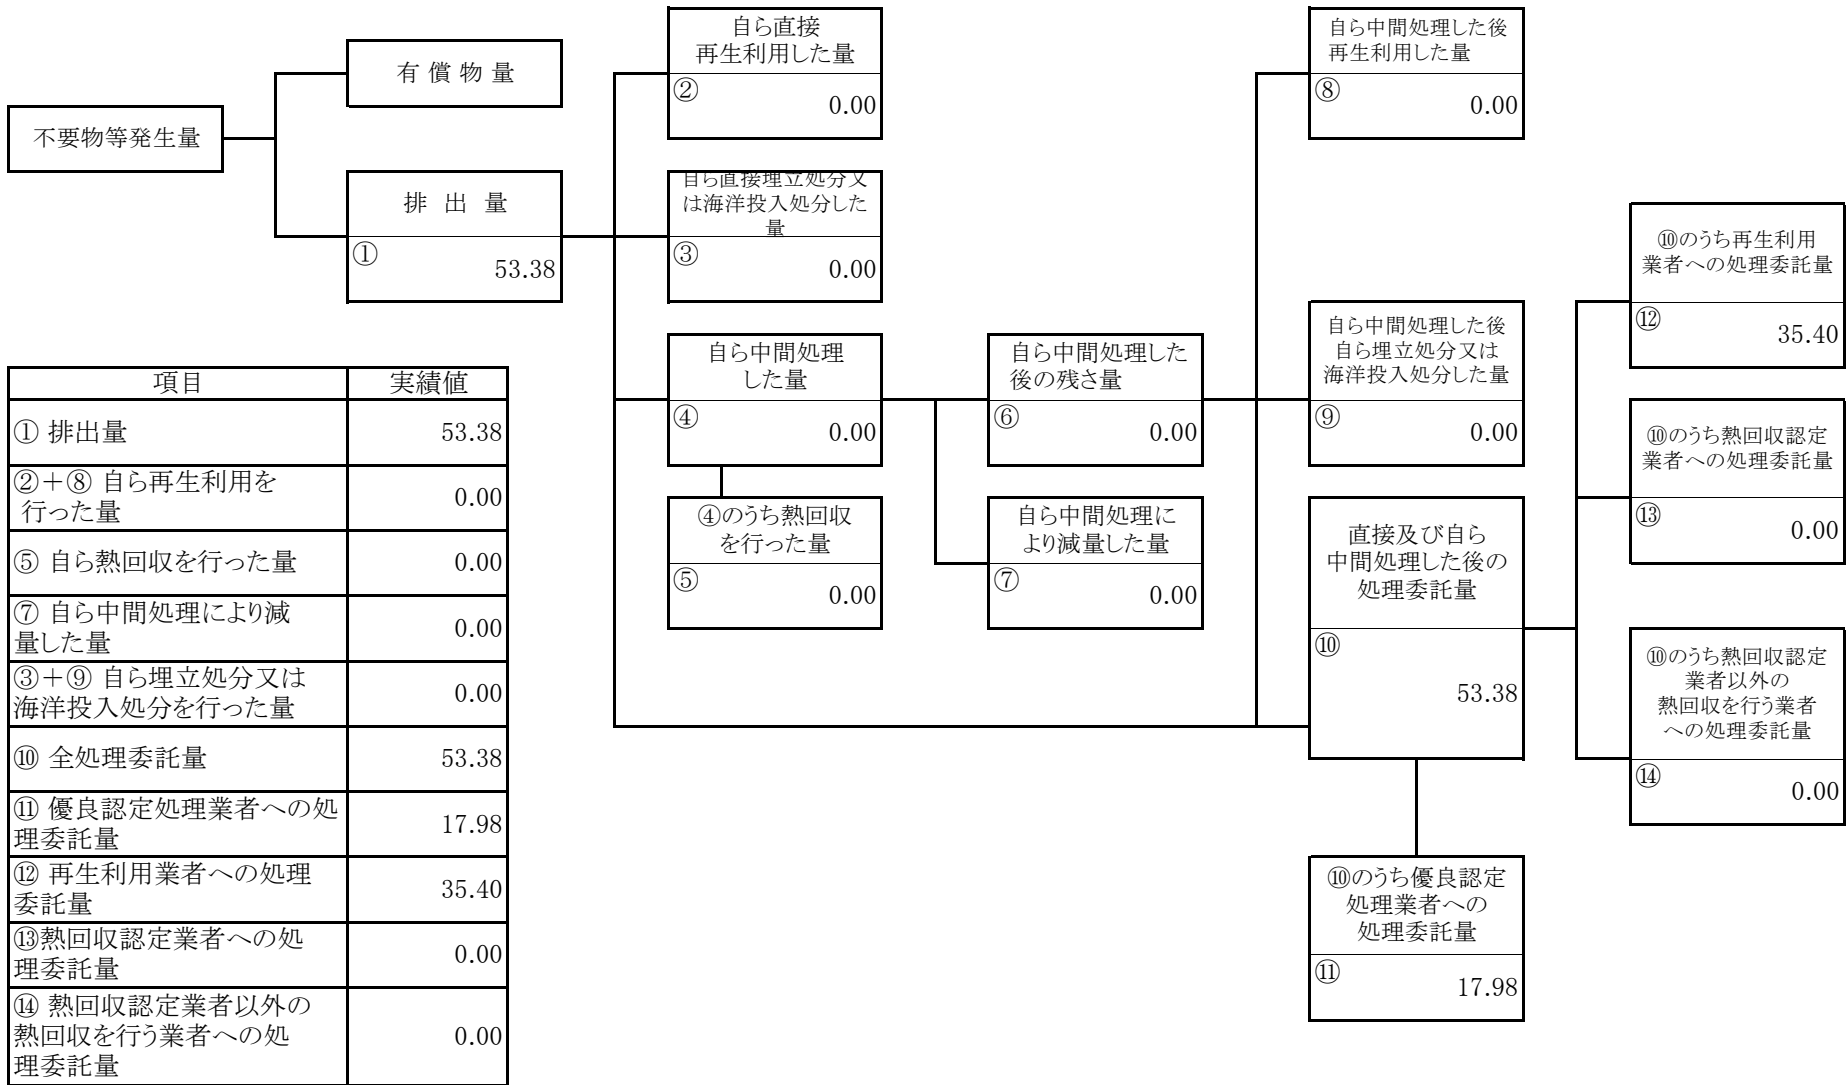 不要物等発生量
有 償 物 量
排 出 量
①
53.38
自ら直接
再生利用した量
②
0.00
自ら直接埋立処分又
は海洋投入処分した
量
③
0.00
自ら中間処理
した量
④
0.00
④のうち熱回収
を行った量
⑤
0.00
自ら中間処理した
後の残さ量
⑥
0.00
自ら中間処理に
より減量した量
⑦
0.00
自ら中間処理した後
再生利用した量
⑧
0.00
自ら中間処理した後
自ら埋立処分又は
海洋投入処分した量
⑨
0.00
直接及び自ら
中間処理した後の
処理委託量
⑩
53.38
⑩のうち優良認定
処理業者への
処理委託量
⑪
17.98
⑩のうち再生利用
業者への処理委託量
⑫
35.40
⑩のうち熱回収認定
業者への処理委託量
⑬
0.00
⑩のうち熱回収認定
業者以外の
熱回収を行う業者
への処理委託量
⑭
0.00
項目 実績値
① 排出量 53.38
②＋⑧ 自ら再生利用を
行った量 0.00
⑤ 自ら熱回収を行った量 0.00
⑦ 自ら中間処理により減
量した量 0.00
③＋⑨ 自ら埋立処分又は
海洋投入処分を行った量 0.00
⑩ 全処理委託量 53.38
⑪ 優良認定処理業者への処
理委託量 17.98
⑫ 再生利用業者への処理
委託量 35.40
⑬熱回収認定業者への処
理委託量 0.00
⑭ 熱回収認定業者以外の
熱回収を行う業者への処
理委託量 0.00